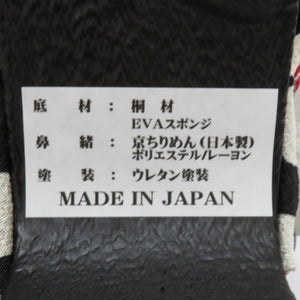 底　材：桐　材
EVAスポンジ
鼻　緒：京ちりめん(日本製)
ポリエステル/レーヨン
塗　装：ウレタン塗装
MADE IN JAPAN